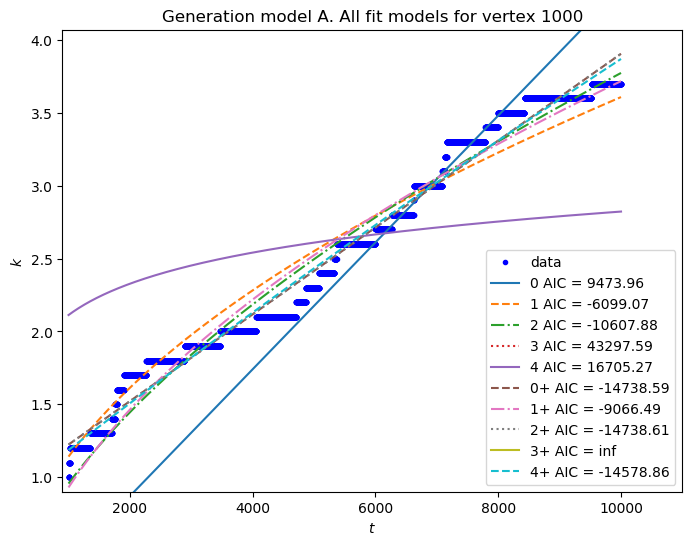 Generation model A. All fit models for vertex 1000
4.0
3.5
3.0
2.5
2.0
1.5
1.0
k
data
0 AIC = 9473.96
1 AIC = -6099.07
2 AIC = -10607.88
3 AIC = 43297.59
4 AIC = 16705.27
0+ AIC = -14738.59
1+ AIC = -9066.49
2+ AIC = -14738.61
3+ AIC = inf
4+ AIC = -14578.86
2000 4000 6000 8000 10000
t